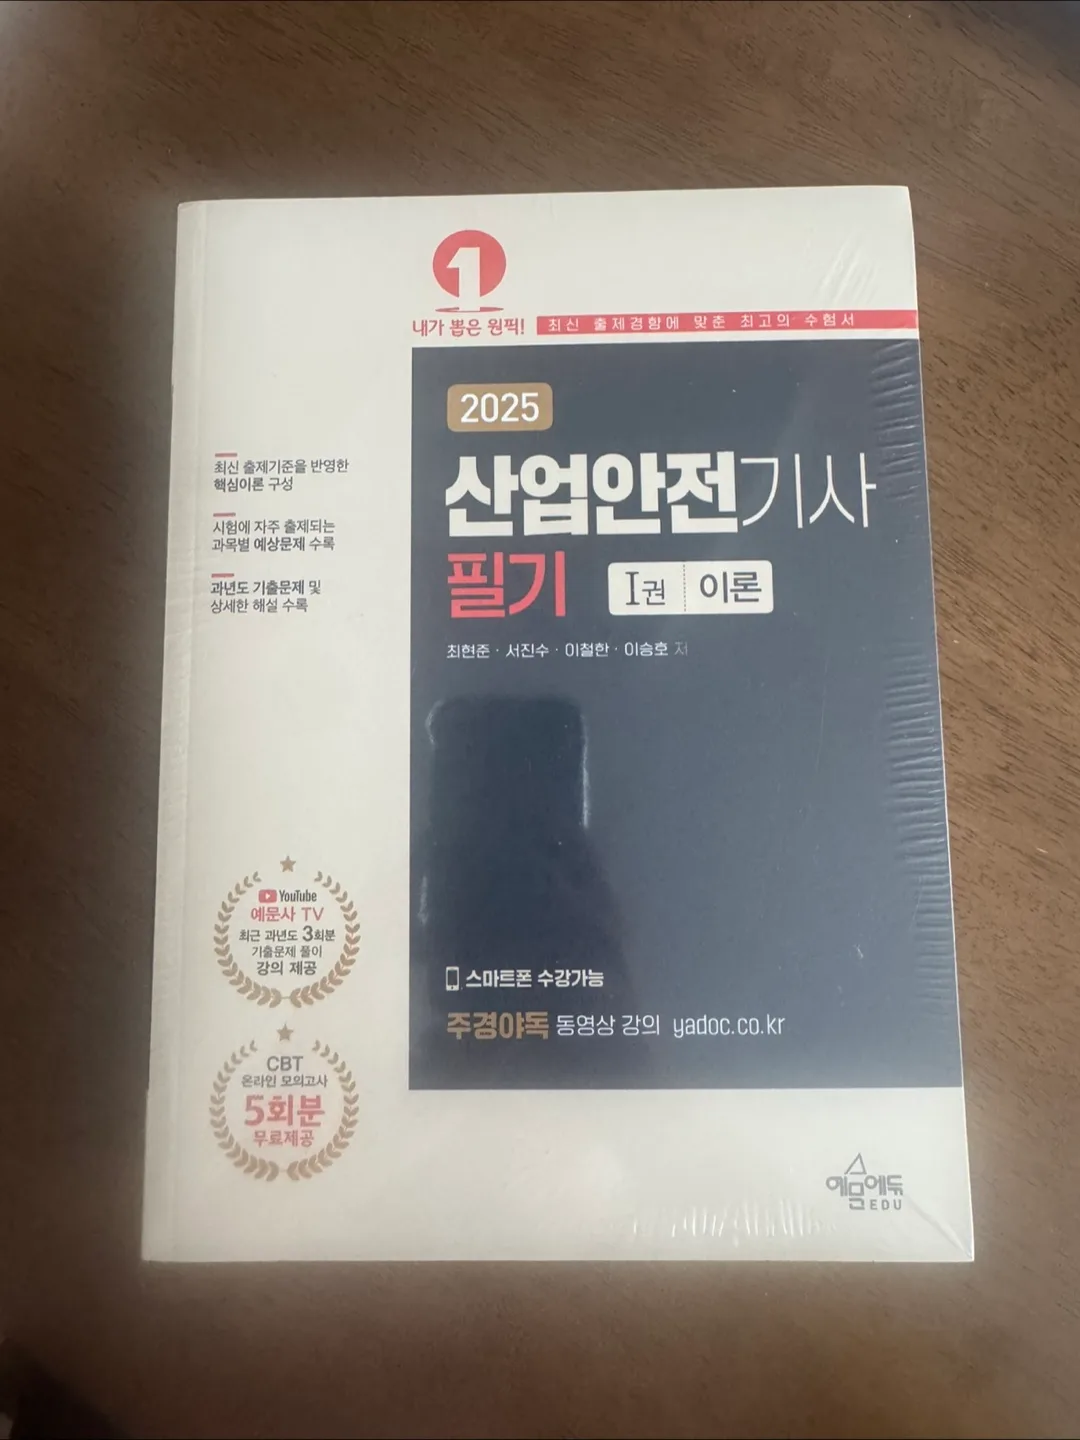 1
내가 뽑은 원픽!
최신 출제경향에 맞춘 최고의 수험서
2025
산업안전기사
필기
I권 이론
최현준 · 서진수 · 이철한 · 이승호 저
최신 출제기준을 반영한
핵심이론 구성
시험에 자주 출제되는
과목별 예상문제 수록
과년도 기출문제 및
상세한 해설 수록
YouTube
예문사 TV
최근 과년도 3회분
기출문제 풀이
강의 제공
CBT
온라인 모의고사
5회분
무료제공
스마트폰 수강가능
주경야독 동영상 강의 yadoc.co.kr
예문에듀
EDU